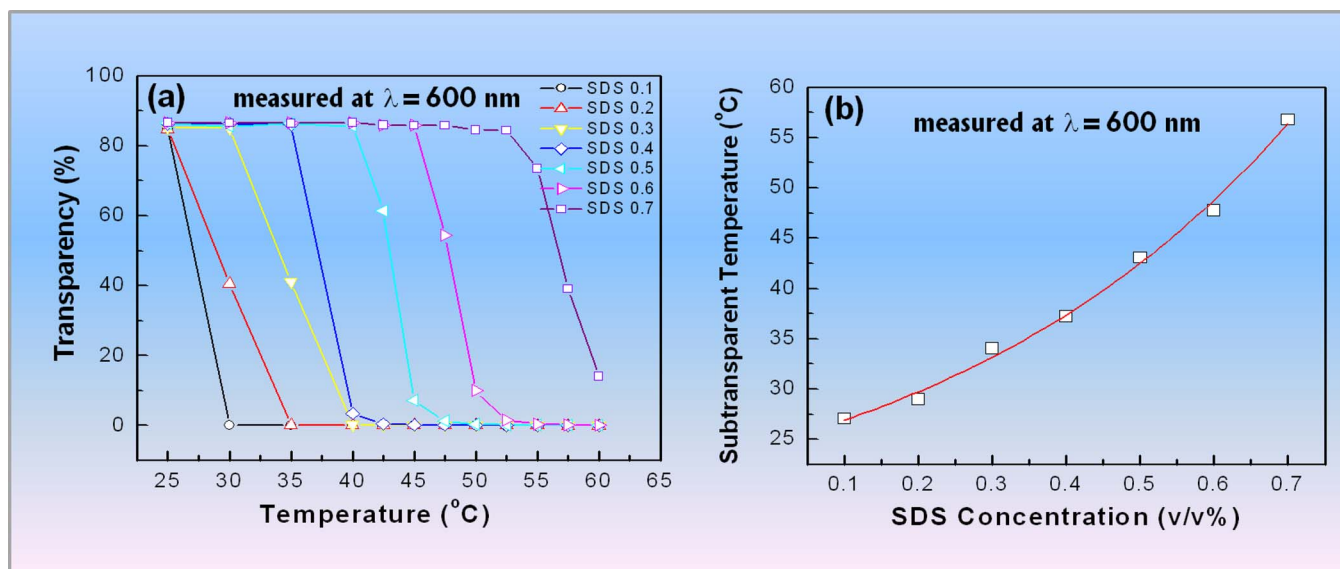 (a) measured at λ = 600 nm
SDS 0.1
SDS 0.2
SDS 0.3
SDS 0.4
SDS 0.5
SDS 0.6
SDS 0.7
Transparency (%)
100
80
60
40
20
0
25 30 35 40 45 50 55 60 65
Temperature (°C)
(b)
measured at λ = 600 nm
Subtransparent Temperature (°C)
60
55
50
45
40
35
30
25
0.1 0.2 0.3 0.4 0.5 0.6 0.7
SDS Concentration (v/v%)